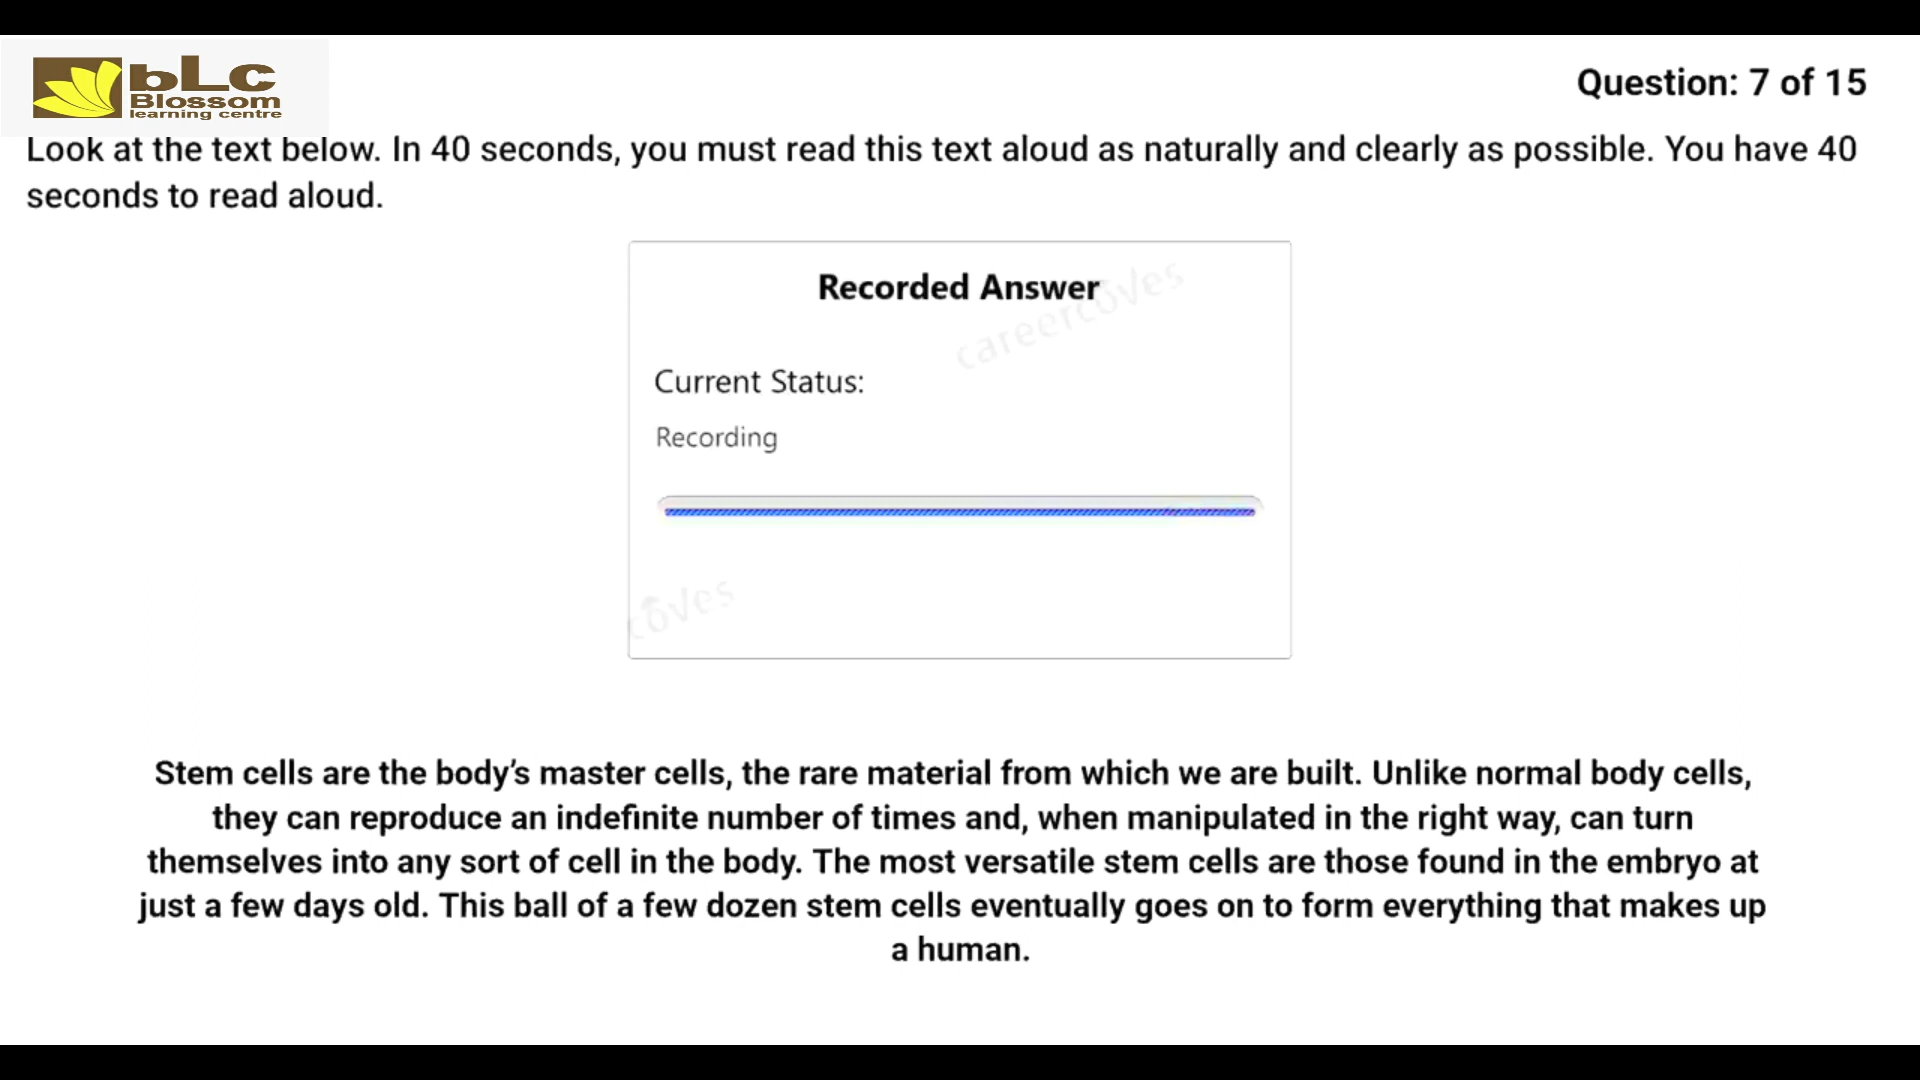 bLc
Blossom
learning centre
Question: 7 of 15
Look at the text below. In 40 seconds, you must read this text aloud as naturally and clearly as possible. You have 40
seconds to read aloud.
Recorded Answer
careercoves
Current Status:
Recording
coves
Stem cells are the body’s master cells, the rare material from which we are built. Unlike normal body cells,
they can reproduce an indefinite number of times and, when manipulated in the right way, can turn
themselves into any sort of cell in the body. The most versatile stem cells are those found in the embryo at
just a few days old. This ball of a few dozen stem cells eventually goes on to form everything that makes up
a human.